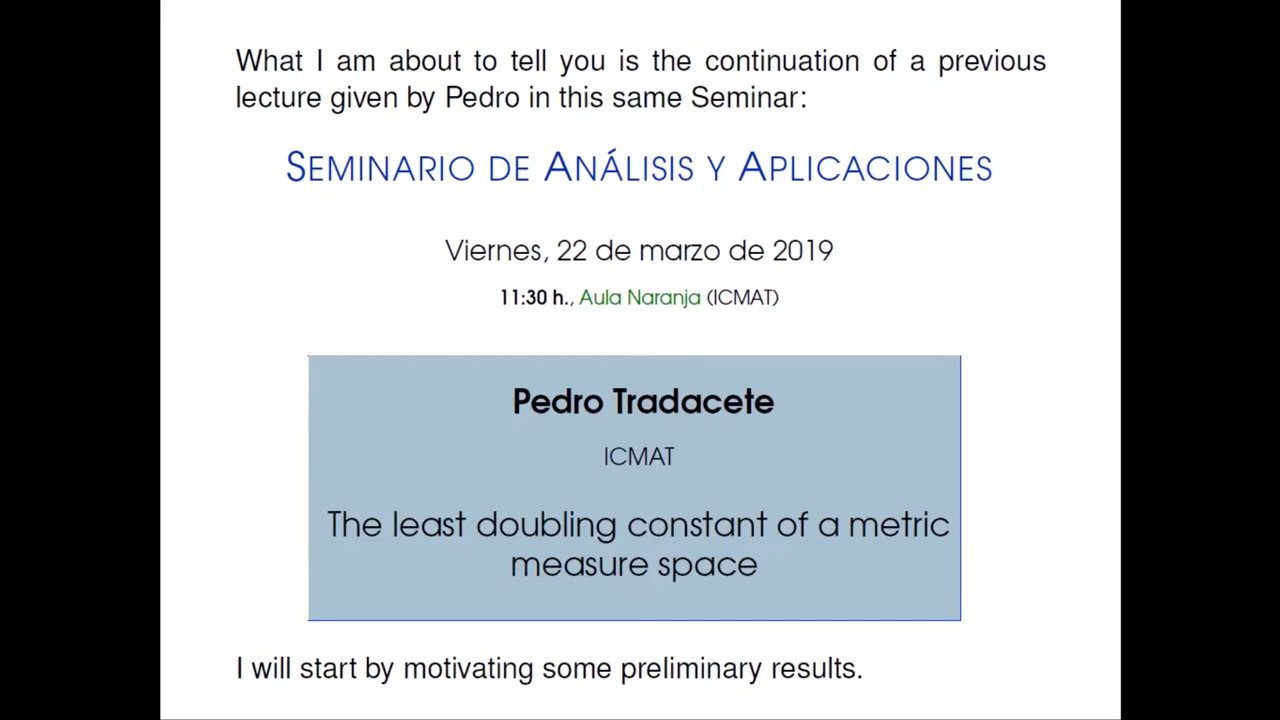 What I am about to tell you is the continuation of a previous
lecture given by Pedro in this same Seminar:
SEMINARIO DE ANÁLISIS Y APLICACIONES
Viernes, 22 de marzo de 2019
11:30 h., Aula Naranja (ICMAT)
Pedro Tradacete
ICMAT
The least doubling constant of a metric
measure space
I will start by motivating some preliminary results.